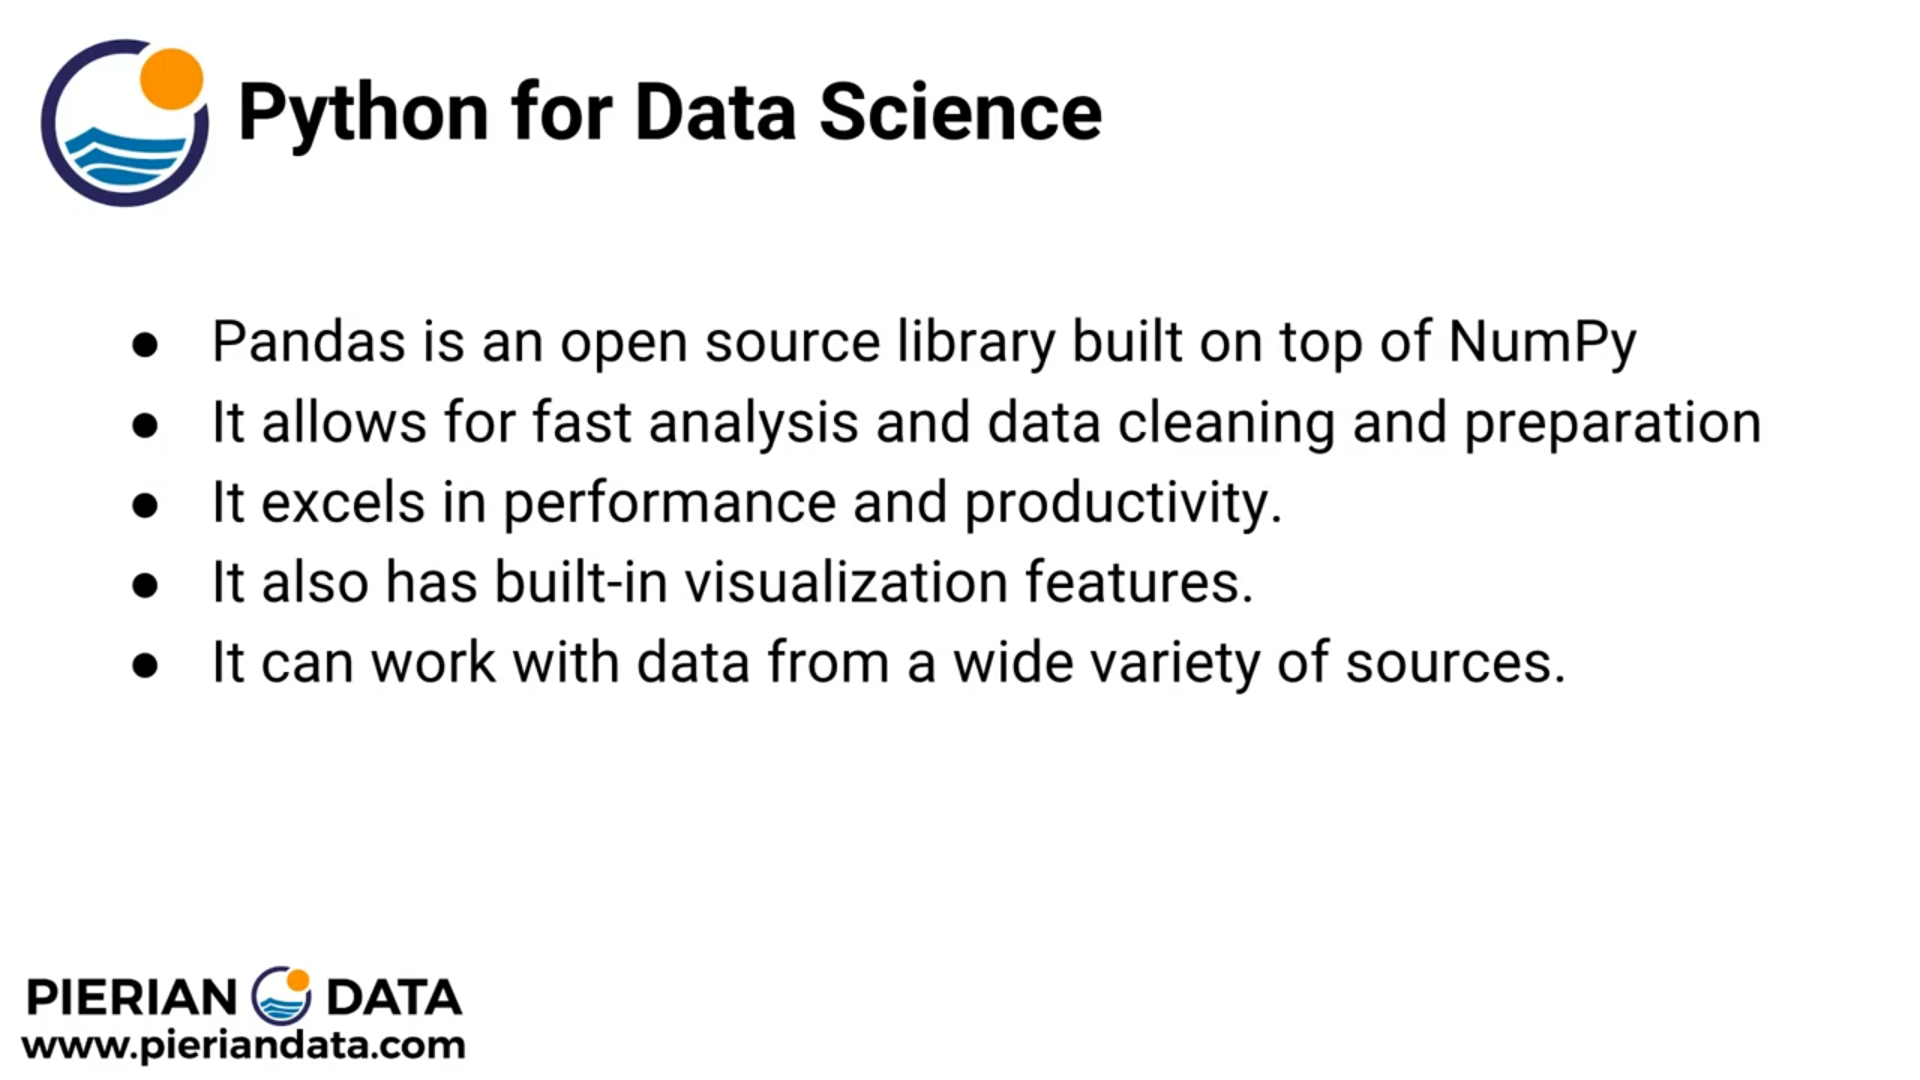 Python for Data Science
● Pandas is an open source library built on top of NumPy
● It allows for fast analysis and data cleaning and preparation
● It excels in performance and productivity.
● It also has built-in visualization features.
● It can work with data from a wide variety of sources.
PIERIAN DATA
www.pieriandata.com